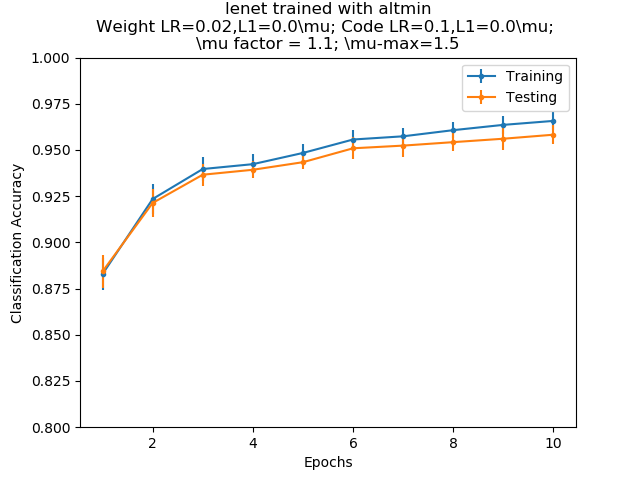 lenet trained with altmin
Weight LR=0.02,L1=0.0\mu; Code LR=0.1,L1=0.0\mu;
\mu factor = 1.1; \mu-max=1.5
Training
Testing
1.000
0.975
0.950
0.925
0.900
0.875
0.850
0.825
0.800
Classification Accuracy
2 4 6 8 10
Epochs